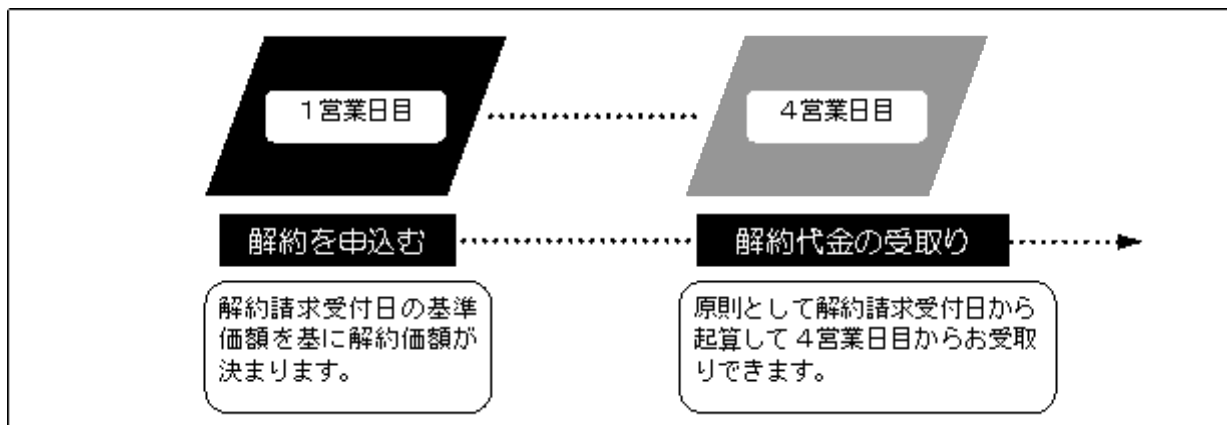 1営業日目
4営業日目
解約を申込む
解約代金の受取り
解約請求受付日の基準
価額を基に解約価額が
決まります。
原則として解約請求受付日から
起算して4営業日目からお受取
りできます。